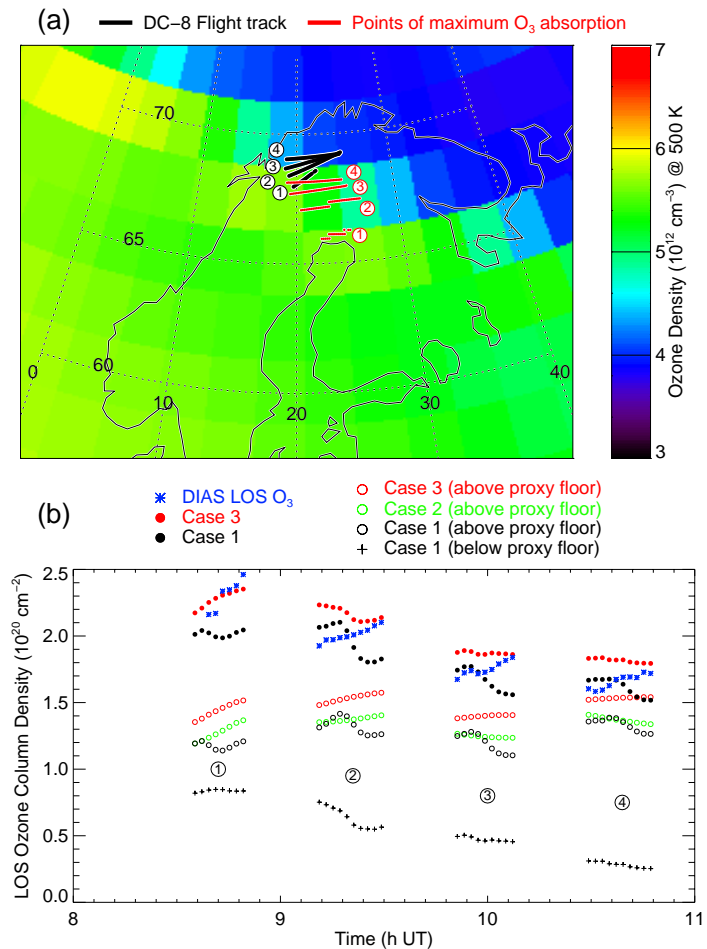 (a)
DC−8 Flight track
Points of maximum O3 absorption
70
65
60
0
20
30
40
4
3
2
1
4
3
2
1
7
6
5
4
3
Ozone Density (10^12 cm^−3) @ 500 K
(b)
DIAS LOS O3
Case 3
Case 1
Case 3 (above proxy floor)
Case 2 (above proxy floor)
Case 1 (above proxy floor)
Case 1 (below proxy floor)
LOS Ozone Column Density (10^20 cm^−2)
2.5
2.0
1.5
1.0
0.5
0.0
1
2
3
4
8
9
10
11
Time (h UT)